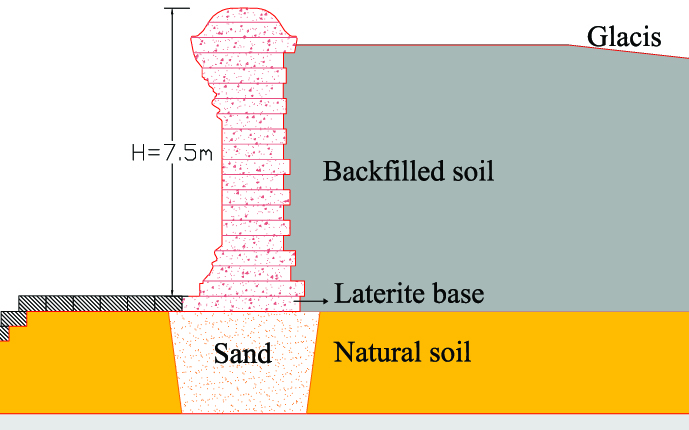 Glacis
H=7.5m
Backfilled soil
Laterite base
Sand
Natural soil